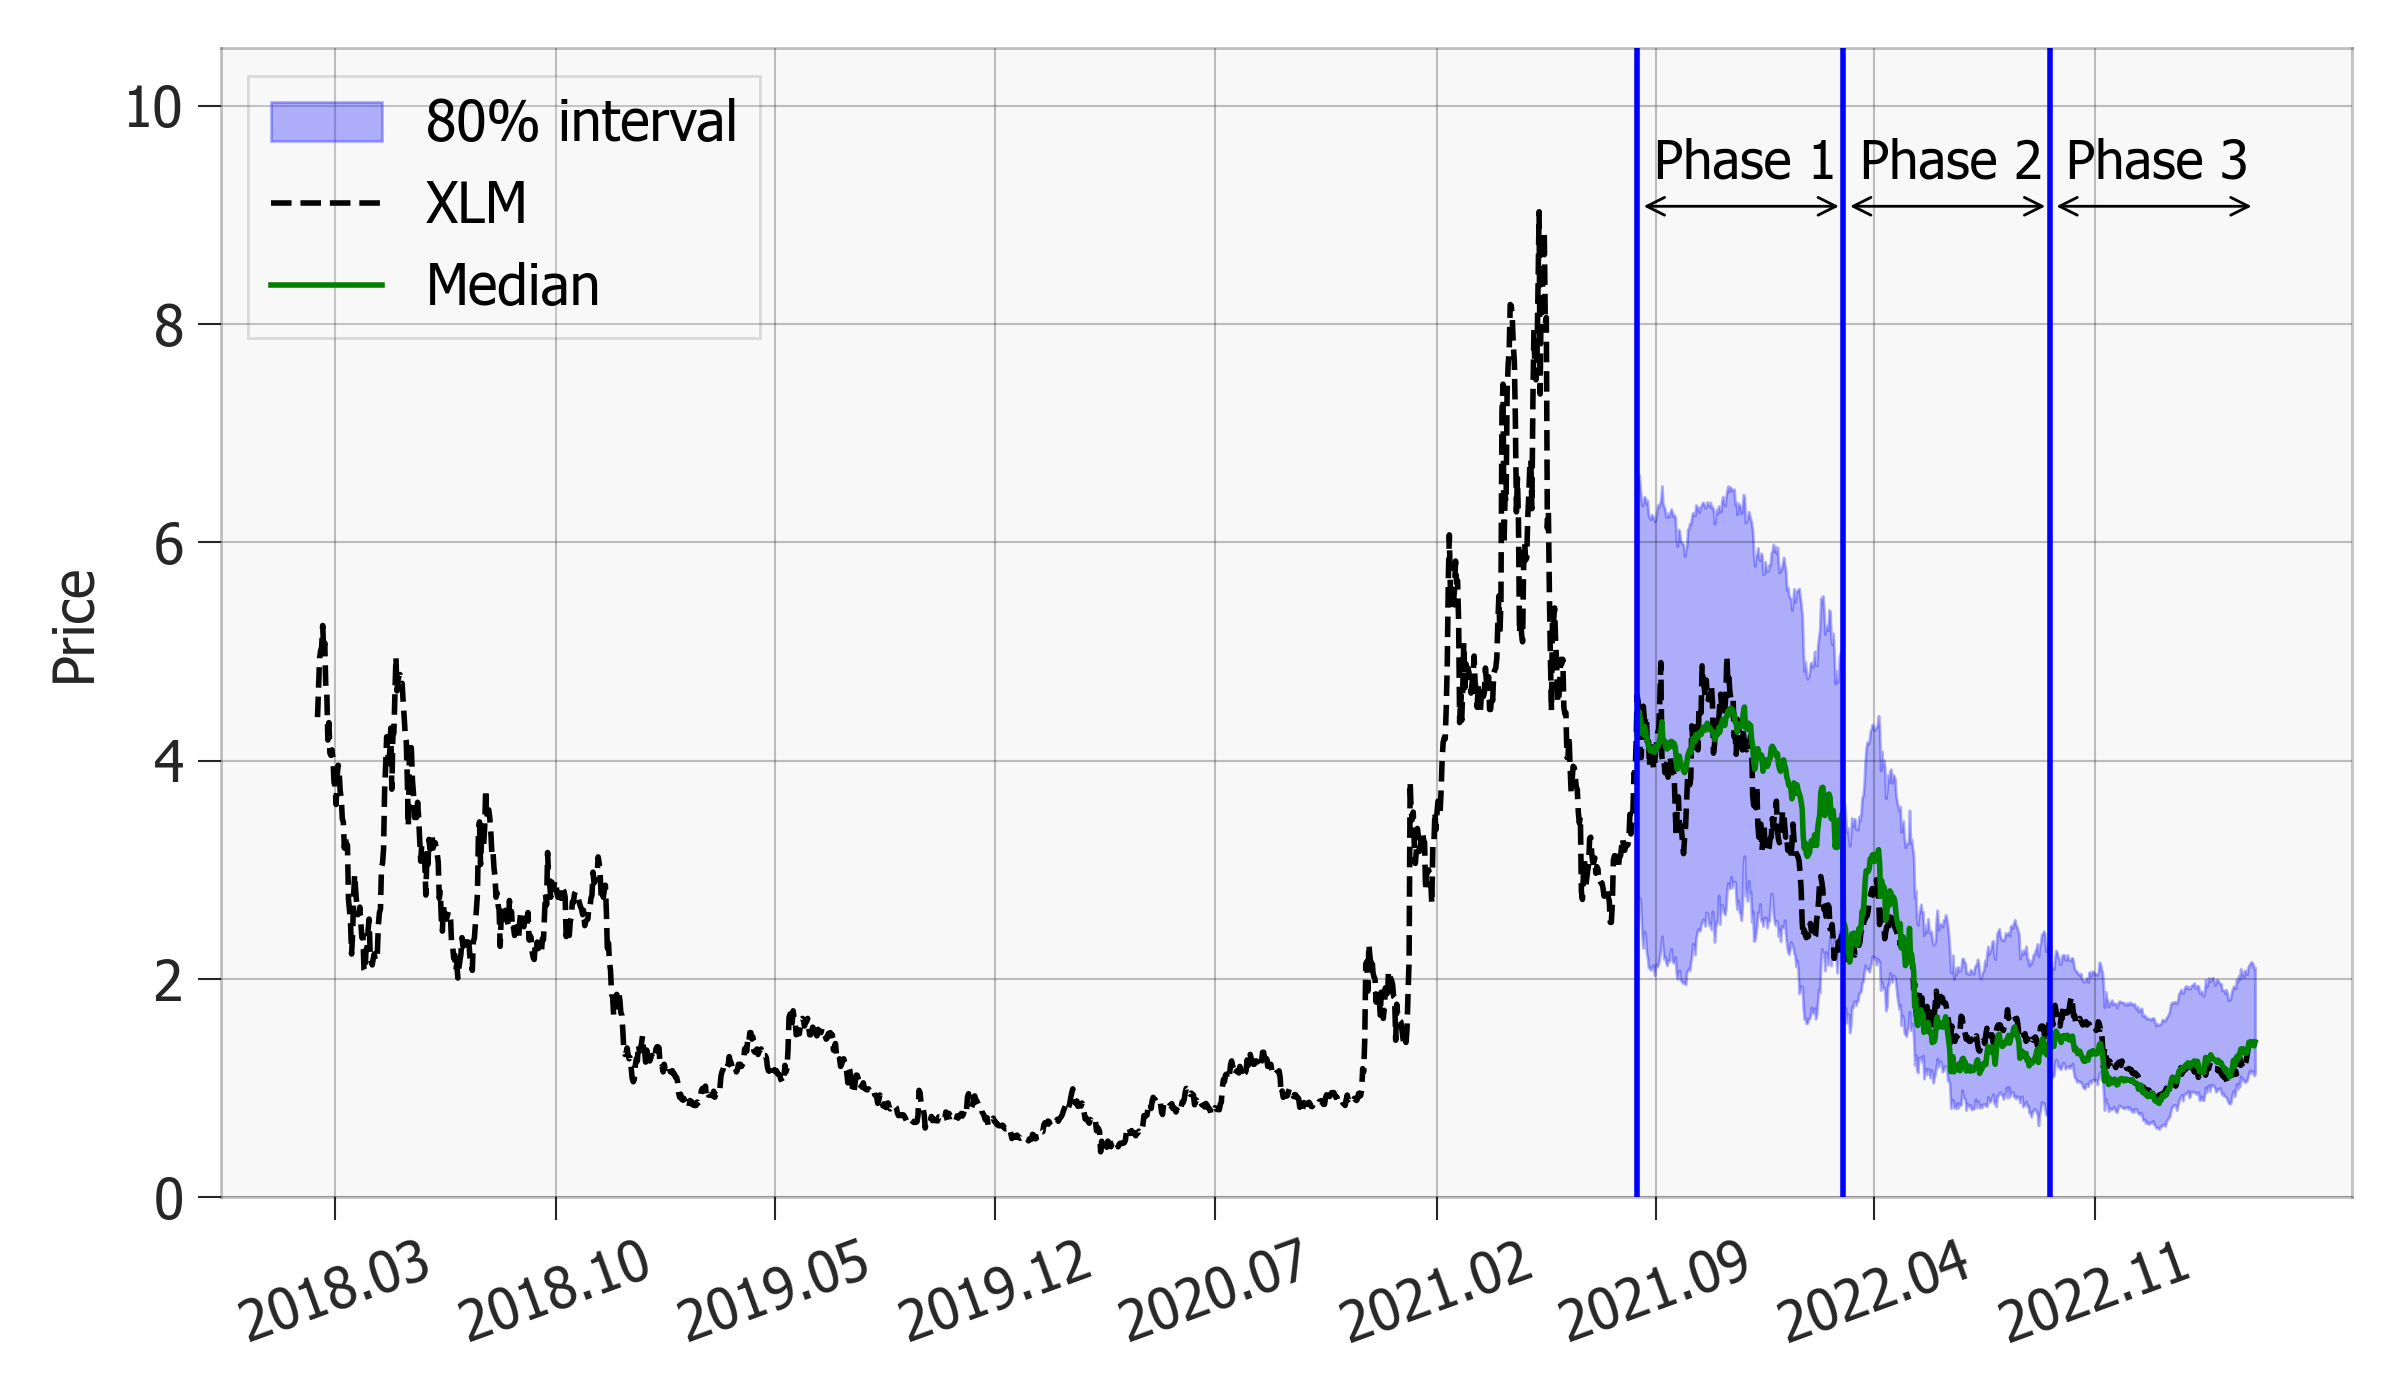 80% interval
XLM
Median
Phase 1
Phase 2
Phase 3
Price
10
8
6
4
2
0
2018.03
2018.10
2019.05
2019.12
2020.07
2021.02
2021.09
2022.04
2022.11